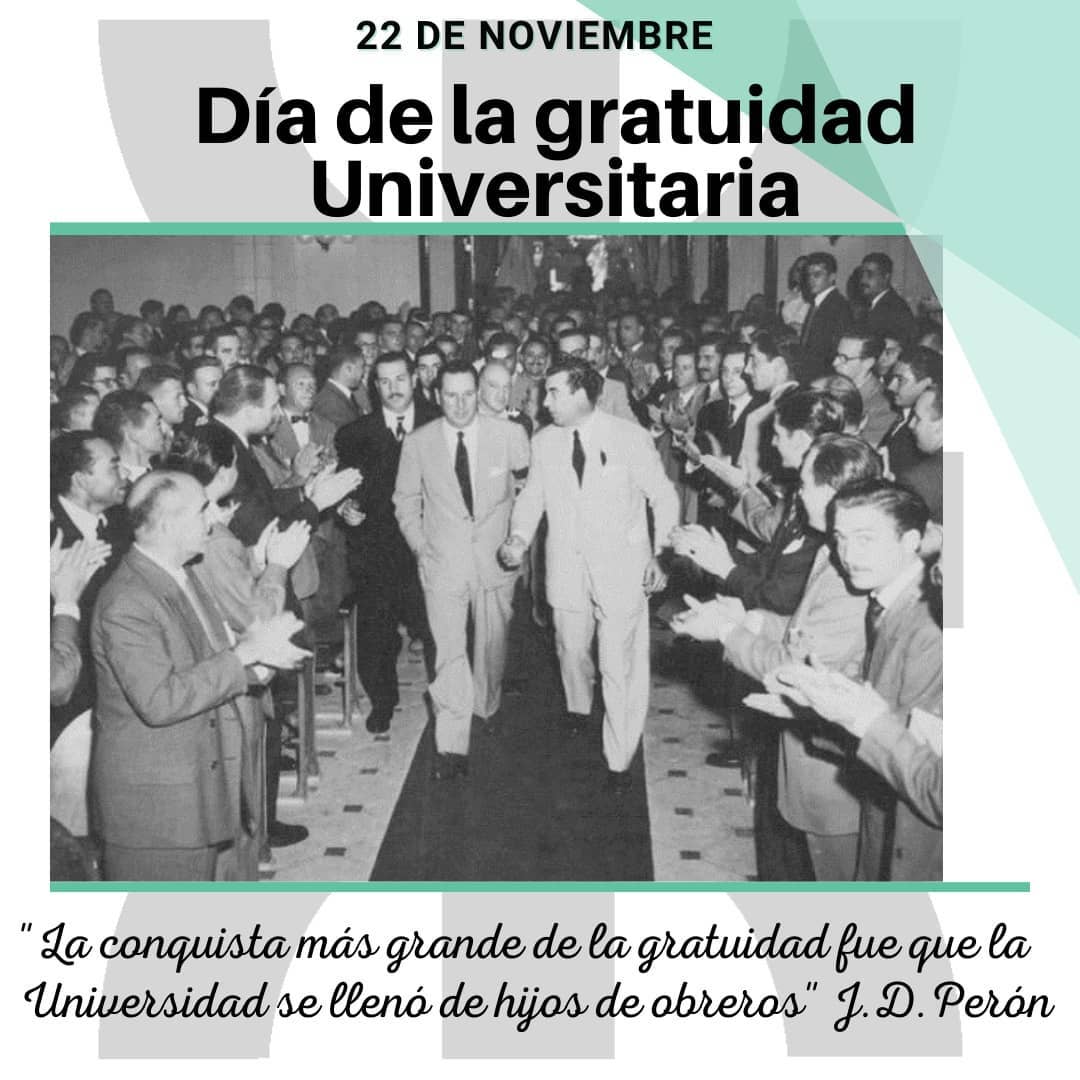 22 DE NOVIEMBRE
Día de la gratuidad
Universitaria
"La conquista más grande de la gratuidad fue que la
Universidad se llenó de hijos de obreros" J. D. Perón